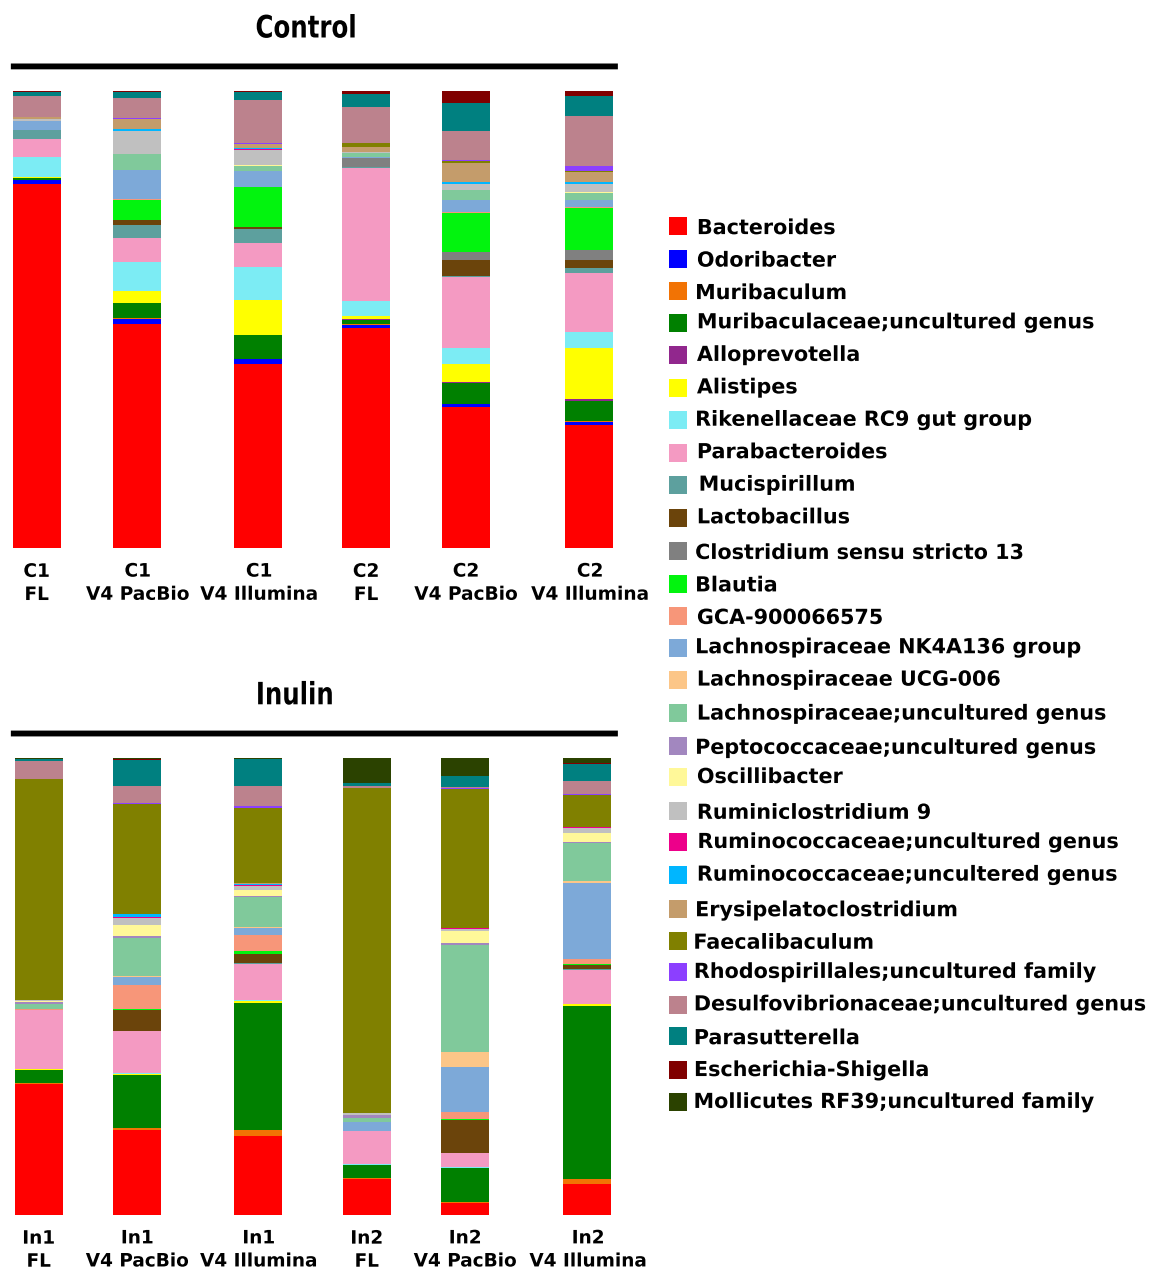 Control
C1 C1 C1 C2 C2 C2
FL V4 PacBio V4 Illumina FL V4 PacBio V4 Illumina
Inulin
In1 In1 In1 In2 In2 In2
FL V4 PacBio V4 Illumina FL V4 PacBio V4 Illumina
Bacteroides
Odoribacter
Muribaculum
Muribaculaceae;uncultured genus
Alloprevotella
Alistipes
Rikenellaceae RC9 gut group
Parabacteroides
Mucispirillum
Lactobacillus
Clostridium sensu stricto 13
Blautia
GCA-900066575
Lachnospiraceae NK4A136 group
Lachnospiraceae UCG-006
Lachnospiraceae;uncultured genus
Peptococcaceae;uncultured genus
Oscillibacter
Ruminiclostridium 9
Ruminococcaceae;uncultured genus
Ruminococcaceae;uncultered genus
Erysipelatoclostridium
Faecalibaculum
Rhodospirillales;uncultured family
Desulfovibrionaceae;uncultured genus
Parasutterella
Escherichia-Shigella
Mollicutes RF39;uncultured family